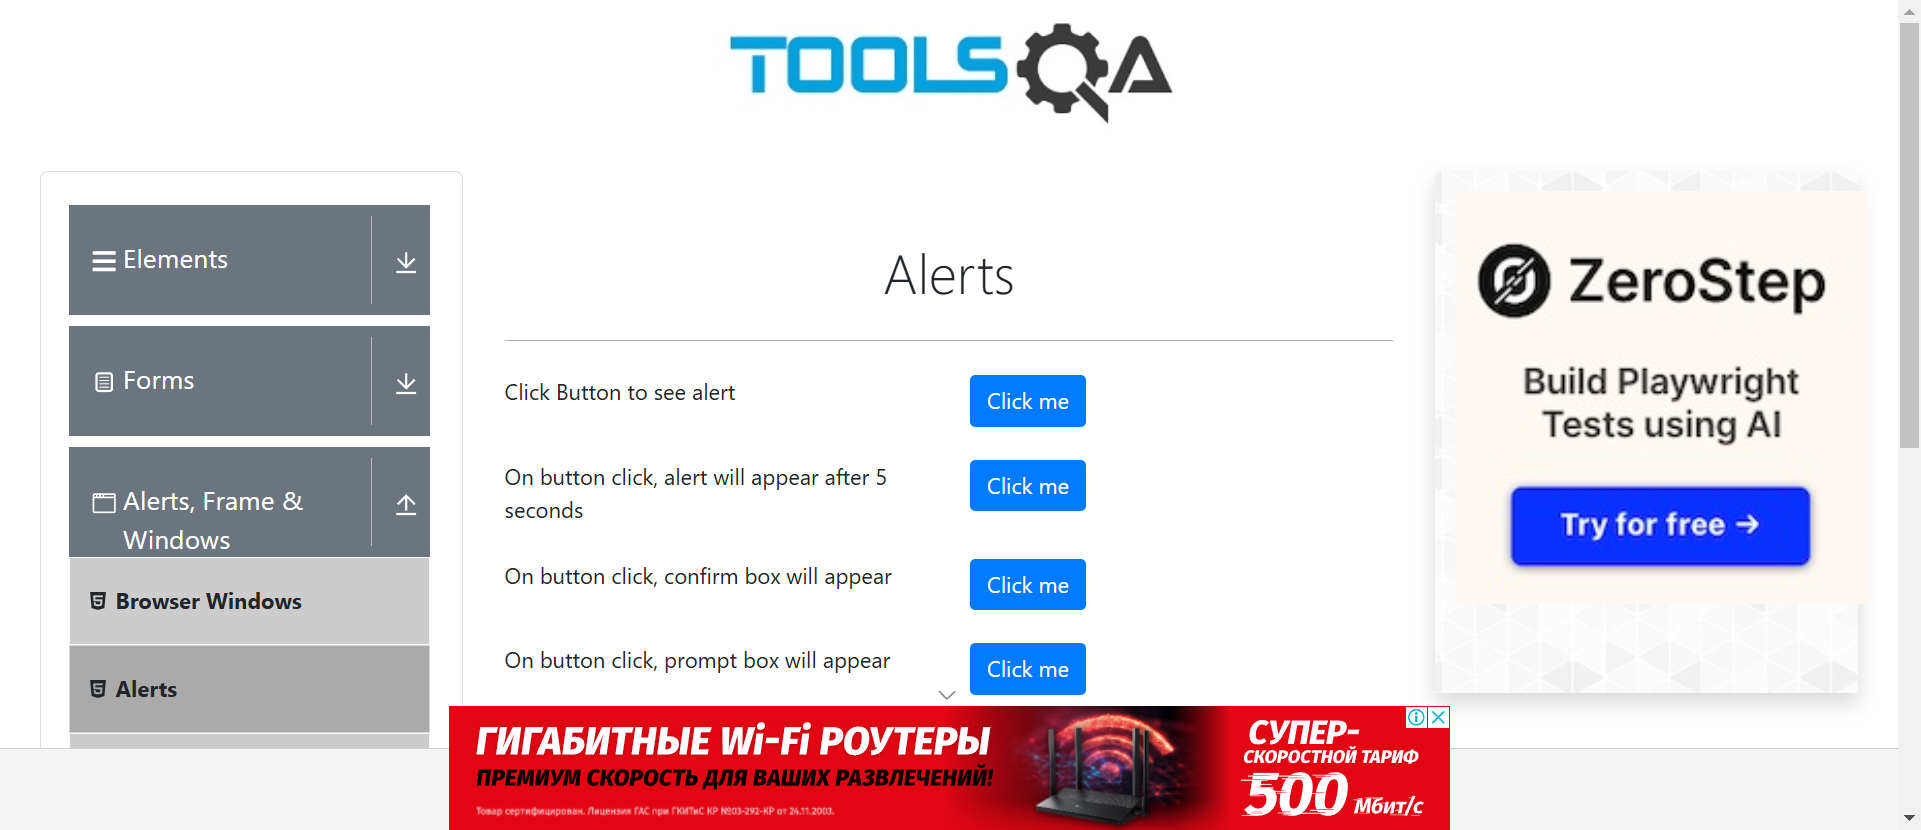 TOOLSQA
Elements
Forms
Alerts, Frame &
Windows
Browser Windows
Alerts
Alerts
Click Button to see alert
Click me
On button click, alert will appear after 5
seconds
Click me
On button click, confirm box will appear
Click me
On button click, prompt box will appear
Click me
ZeroStep
Build Playwright
Tests using AI
Try for free →
ГИГАБИТНЫЕ Wi-Fi РОУТЕРЫ
ПРЕМИУМ СКОРОСТЬ ДЛЯ ВАШИХ РАЗВЛЕЧЕНИЙ!
Товар сертифицирован. Лицензия ГАС при ГКИТиС КР №03-292-КР от 24.11.2003.
СУПЕР-
СКОРОСТНОЙ ТАРИФ
500 Мбит/с